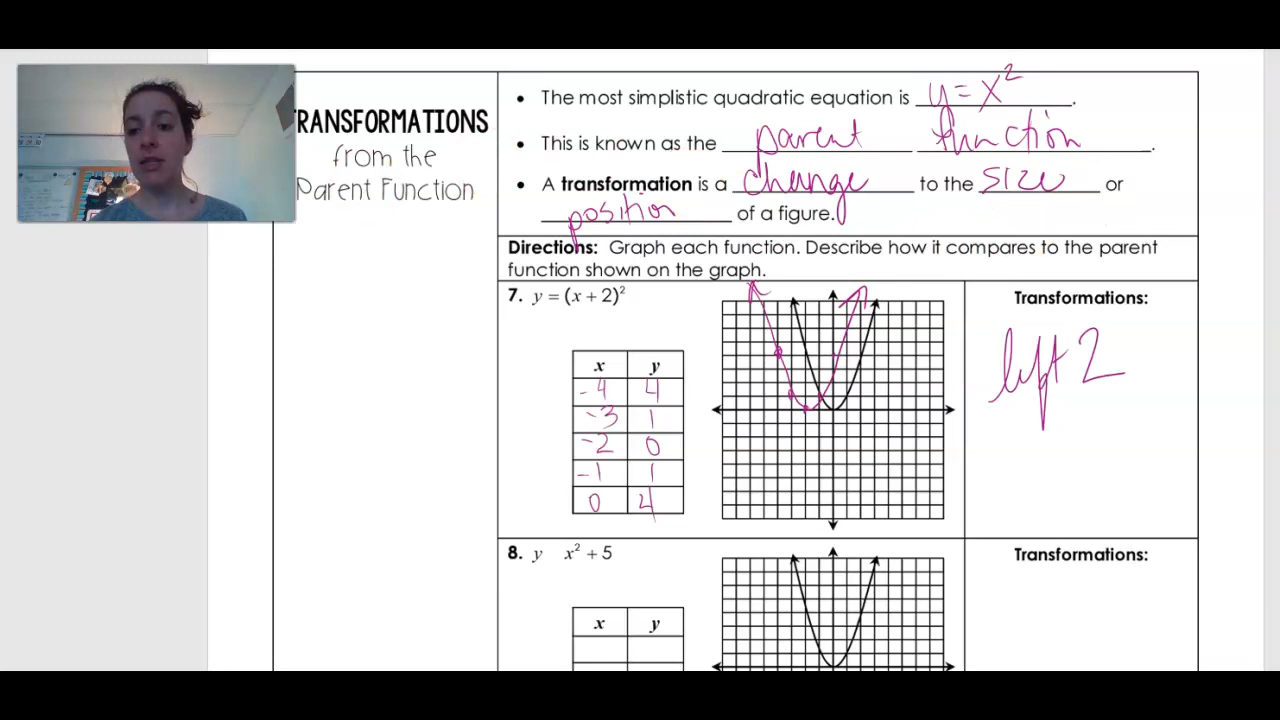 TRANSFORMATIONS
from the
Parent Function
• The most simplistic quadratic equation is y = x².
• This is known as the parent function.
• A transformation is a change to the size or
position of a figure.
Directions: Graph each function. Describe how it compares to the parent
function shown on the graph.
7. y = (x + 2)²
x y
-4 4
-3 1
-2 0
-1 1
0 4
Transformations:
left 2
8. y x² + 5
x y
Transformations: